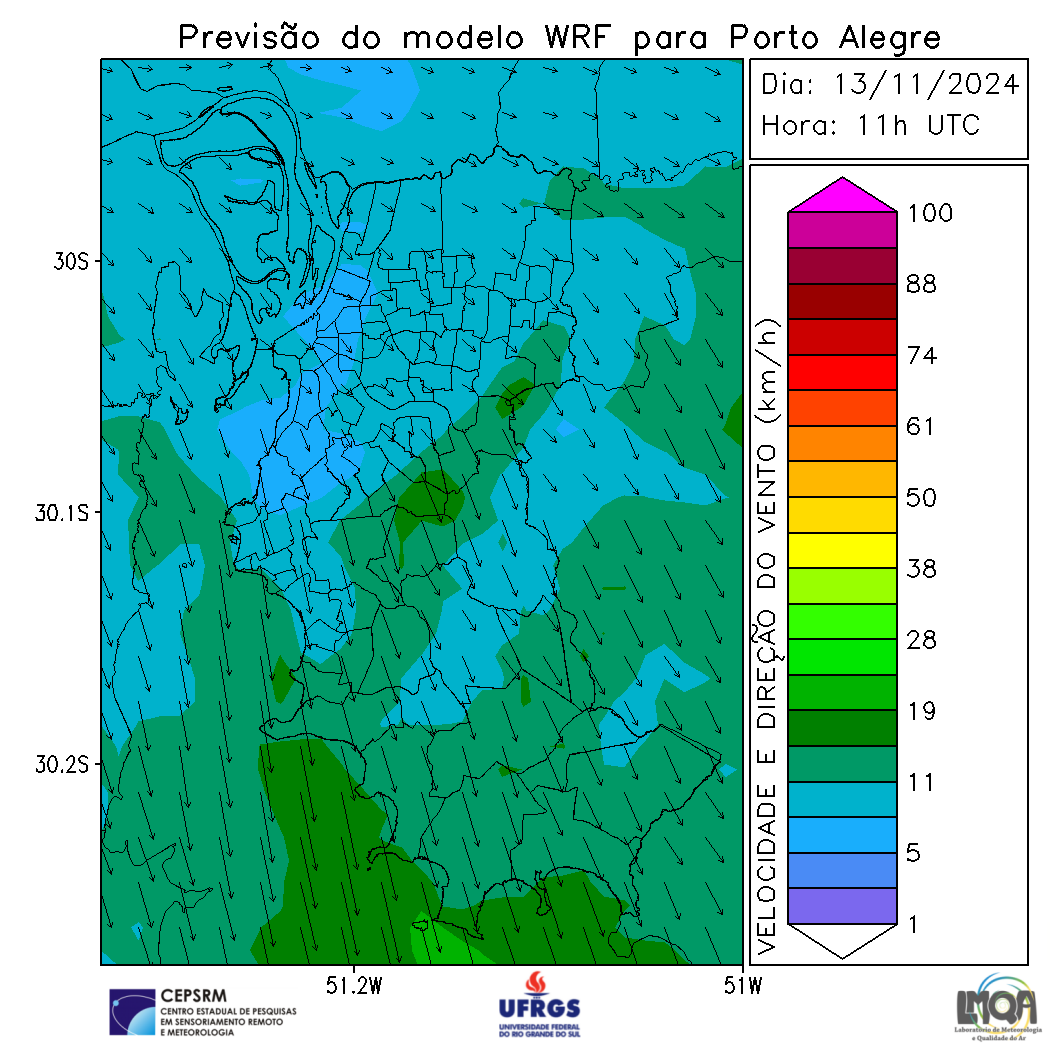 Previsão do modelo WRF para Porto Alegre
Dia: 13/11/2024
Hora: 11h UTC
30S
30.1S
30.2S
51.2W
51W
VELOCIDADE E DIREÇÃO DO VENTO (km/h)
100
88
74
61
50
38
28
19
11
5
1
CEPSRM
CENTRO ESTADUAL DE PESQUISAS
EM SENSORIAMENTO REMOTO
E METEOROLOGIA
UFRGS
UNIVERSIDADE FEDERAL
DO RIO GRANDE DO SUL
LMQA
Laboratório de Meteorologia
e Qualidade do Ar